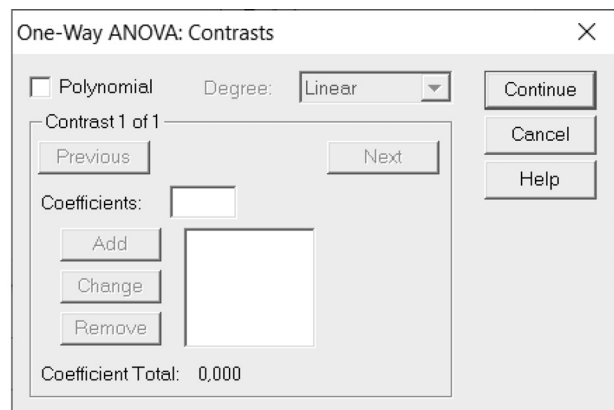 One-Way ANOVA: Contrasts
Polynomial Degree: Linear Continue
Contrast 1 of 1
Cancel
Previous Next
Help
Coefficients:
Add
Change
Remove
Coefficient Total: 0,000